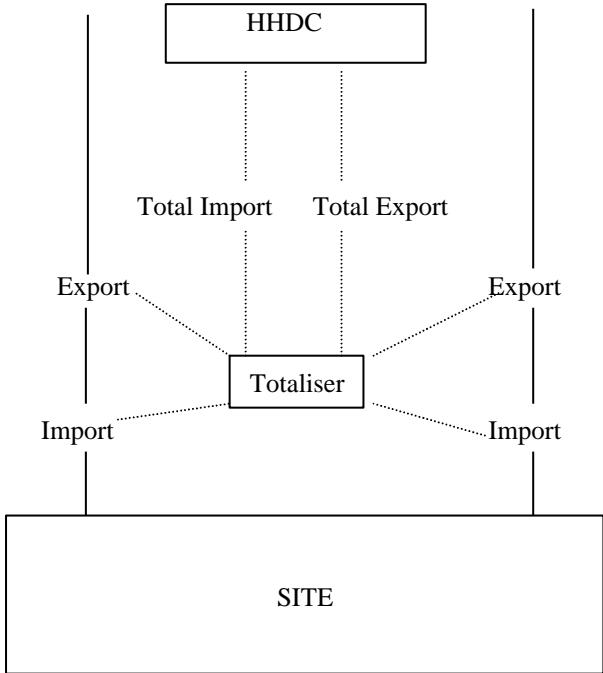 HHDC
Total Import Total Export
Export Export
Totaliser
Import Import
SITE